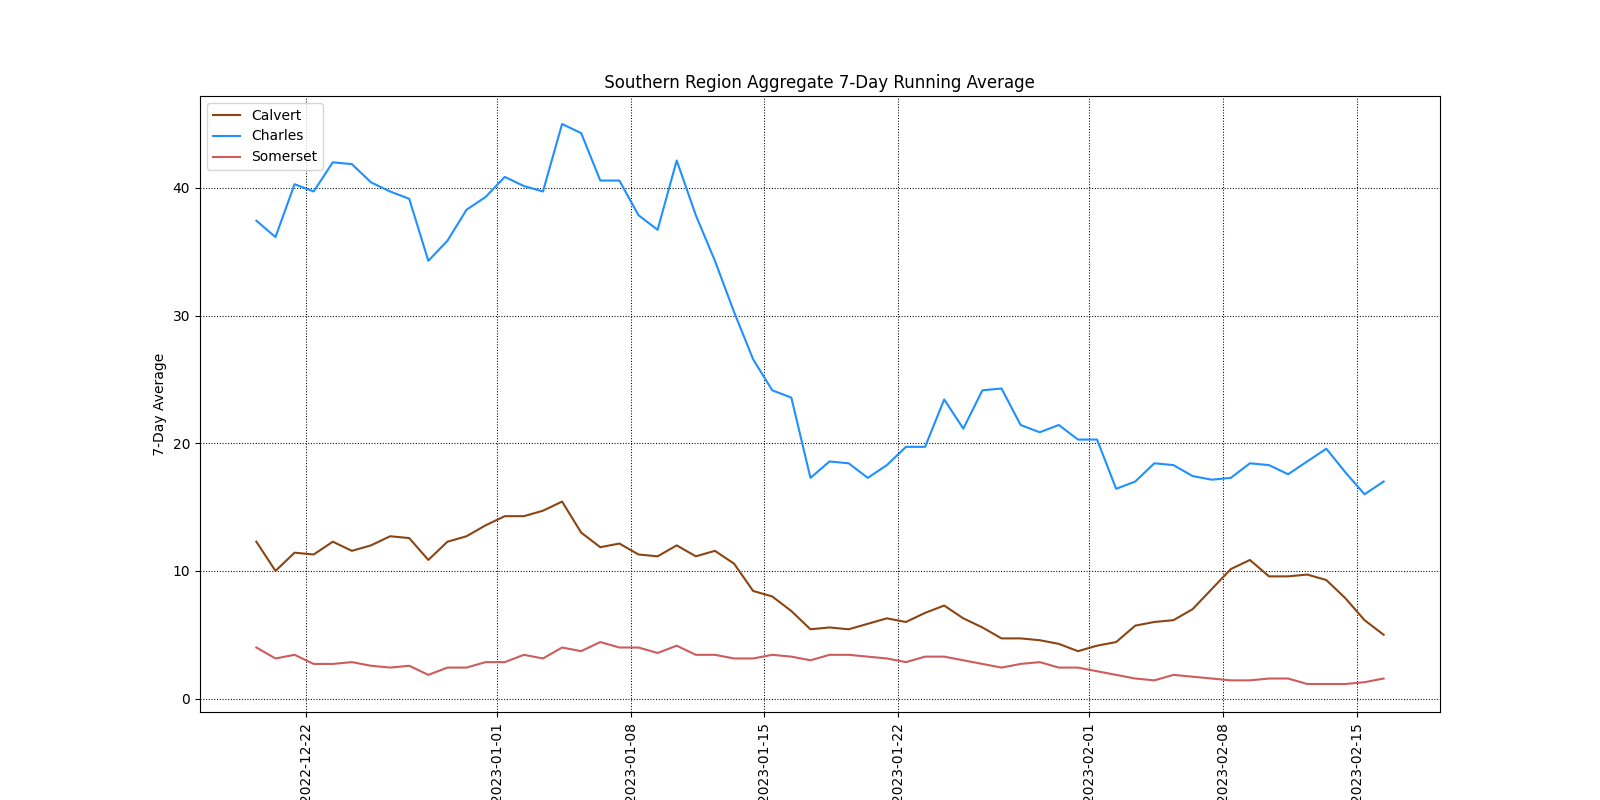 Southern Region Aggregate 7-Day Running Average
Calvert
Charles
Somerset
7-Day Average
40
30
20
10
0
2022-12-22
2023-01-01
2023-01-08
2023-01-15
2023-01-22
2023-02-01
2023-02-08
2023-02-15